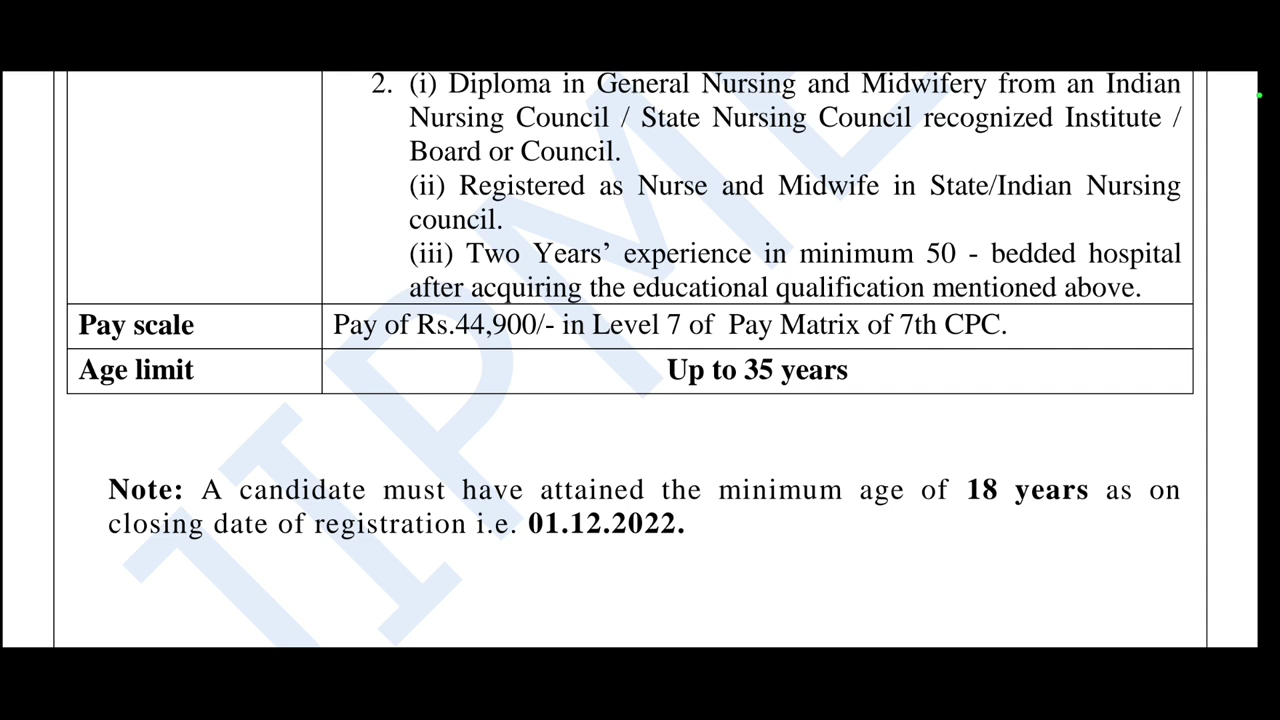 2. (i) Diploma in General Nursing and Midwifery from an Indian
Nursing Council / State Nursing Council recognized Institute /
Board or Council.
(ii) Registered as Nurse and Midwife in State/Indian Nursing
council.
(iii) Two Years’ experience in minimum 50 - bedded hospital
after acquiring the educational qualification mentioned above.
Pay scale Pay of Rs.44,900/- in Level 7 of Pay Matrix of 7th CPC.
Age limit Up to 35 years
Note: A candidate must have attained the minimum age of 18 years as on
closing date of registration i.e. 01.12.2022.
JIPME